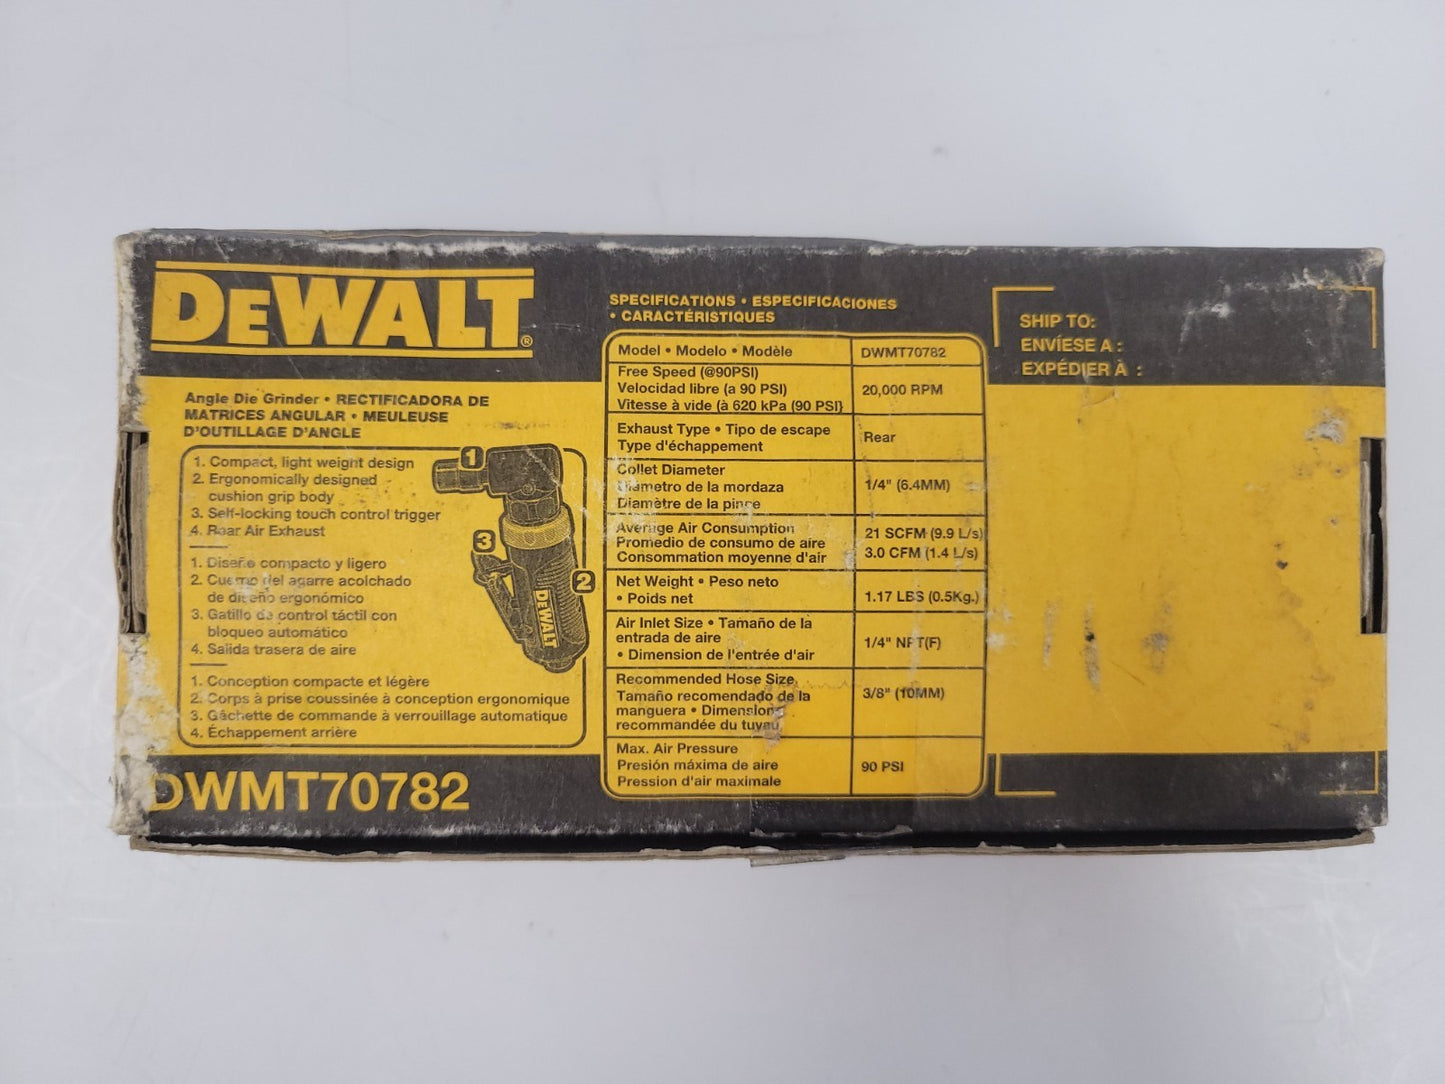 DEWALT®
Angle Die Grinder • RECTIFICADORA DE
MATRICES ANGULAR • MEULEUSE
D'OUTILLAGE D'ANGLE
1. Compact, light weight design
2. Ergonomically designed
cushion grip body
3. Self-locking touch control trigger
4. Rear Air Exhaust
1. Diseño compacto y ligero
2. Cuerpo del agarre acolchado
de diseño ergonómico
3. Gatillo de control táctil con
bloqueo automático
4. Salida trasera de aire
1. Conception compacte et légère
2. Corps à prise coussinée à conception ergonomique
3. Gâchette de commande à verrouillage automatique
4. Échappement arrière
1
3
2
DEWALT
DWMT70782
SPECIFICATIONS • ESPECIFICACIONES
• CARACTÉRISTIQUES
Model • Modelo • Modèle DWMT70782
Free Speed (@90PSI)
Velocidad libre (a 90 PSI) 20,000 RPM
Vitesse à vide (à 620 kPa (90 PSI)
Exhaust Type • Tipo de escape
Type d'échappement Rear
Collet Diameter
Diametro de la mordaza 1/4" (6.4MM)
Diamètre de la pince
Average Air Consumption 21 SCFM (9.9 L/s)
Promedio de consumo de aire
Consommation moyenne d'air 3.0 CFM (1.4 L/s)
Net Weight • Peso neto
• Poids net 1.17 LBS (0.5Kg.)
Air Inlet Size • Tamaño de la
entrada de aire 1/4" NPT(F)
• Dimension de l'entrée d'air
Recommended Hose Size
Tamaño recomendado de la 3/8" (10MM)
manguera • Dimensions
recommandée du tuyau
Max. Air Pressure
Presión máxima de aire 90 PSI
Pression d'air maximale
SHIP TO:
ENVÍESE A :
EXPÉDIER À :